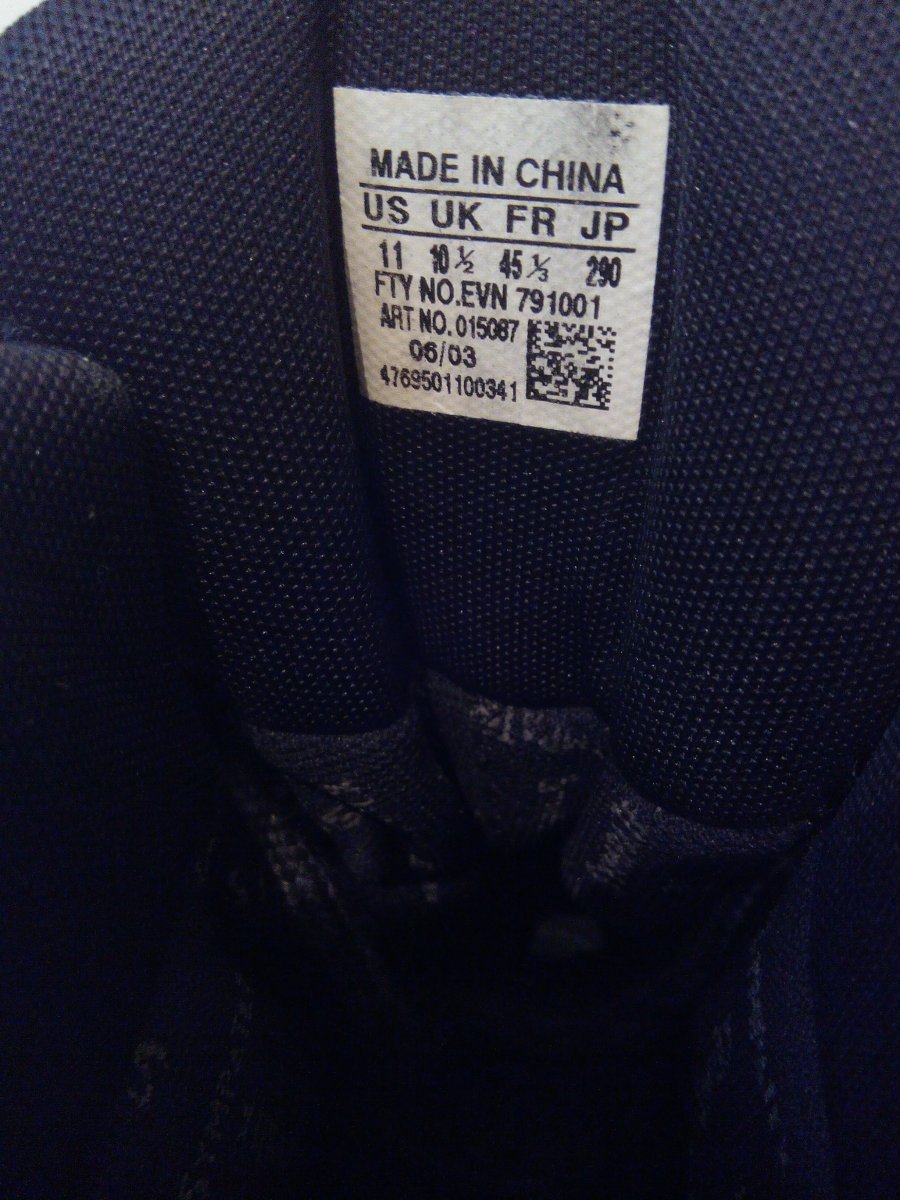 MADE IN CHINA
US UK FR JP
11 10½ 45⅓ 290
FTY NO.EVN 791001
ART NO. 015087
06/03
4769501100341